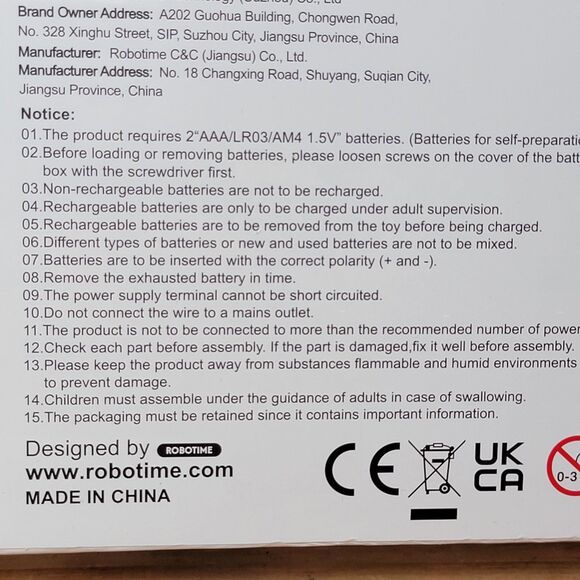 Brand Owner Address: A202 Guohua Building, Chongwen Road,
No. 328 Xinghu Street, SIP, Suzhou City, Jiangsu Province, China
Manufacturer: Robotime C&C (Jiangsu) Co., Ltd.
Manufacturer Address: No. 18 Changxing Road, Shuyang, Suqian City,
Jiangsu Province, China
Notice:
01.The product requires 2“AAA/LR03/AM4 1.5V” batteries. (Batteries for
02.Before loading or removing batteries, please loosen screws on the cover of the
box with the screwdriver first.
03.Non-rechargeable batteries are not to be recharged.
04.Rechargeable batteries are only to be charged under adult supervision.
05.Rechargeable batteries are to be removed from the toy before being charged.
06.Different types of batteries or new and used batteries are not to be mixed.
07.Batteries are to be inserted with the correct polarity (+ and -).
08.Remove the exhausted battery in time.
09.The power supply terminal cannot be short circuited.
10.Do not connect the wire to a mains outlet.
11.The product is not to be connected to more than the recommended number of power
12.Check each part before assembly. If the part is damaged,fix it well before assembly.
13.Please keep the product away from substances flammable and humid environments
to prevent damage.
14.Children must assemble under the guidance of adults in case of swallowing.
15.The packaging must be retained since it contains important information.
Designed by ROBOTIME
www.robotime.com
MADE IN CHINA
CE
UK
CA
0-3